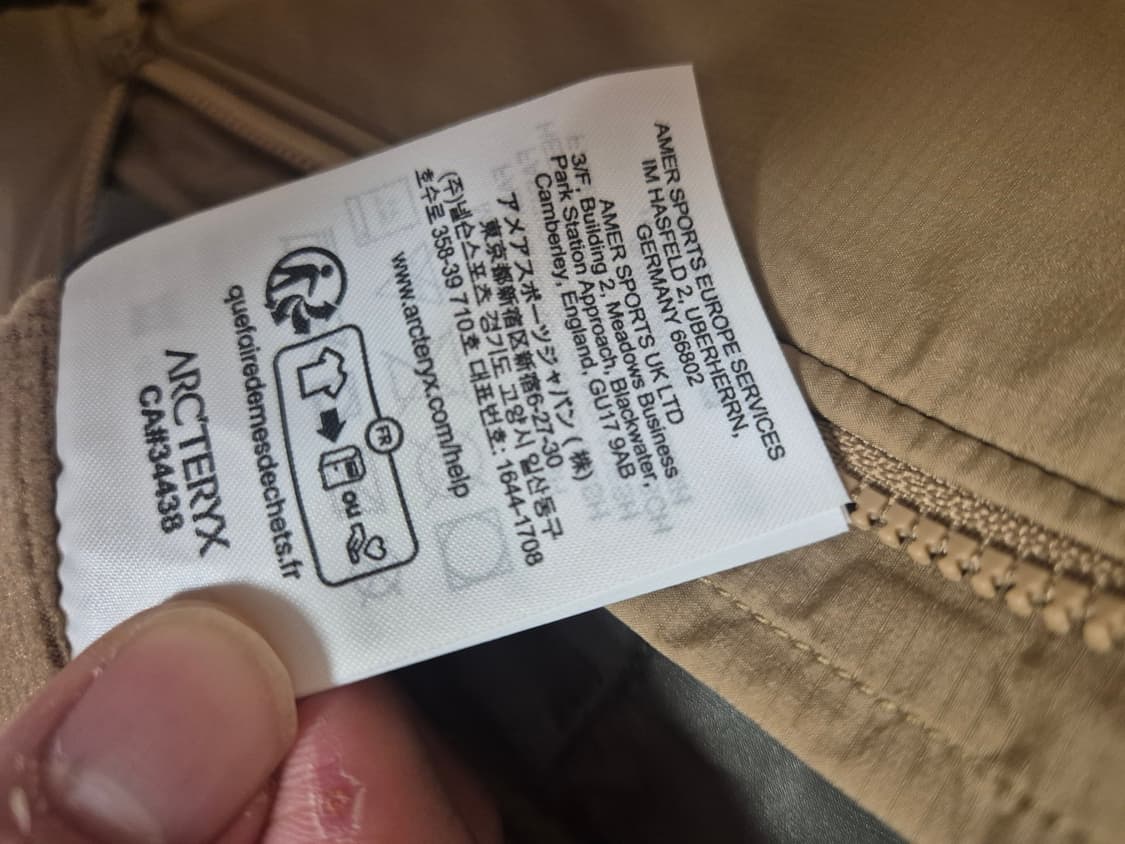 AMER SPORTS EUROPE SERVICES
IM HASFELD 2, UBERHERRN,
GERMANY 66802
AMER SPORTS UK LTD
3/F, Building 2, Meadows Business
Park Station Approach, Blackwater,
Camberley, England, GU17 9AB
アメアスポーツジャパン(株)
東京都新宿区新宿6-27-30
(주)넬슨스포츠 경기도 고양시 일산동구
호수로 358-39 710호 대표번호: 1644-1708
www.arcteryx.com/help
FR
ou
quefairedemesdechets.fr
ARC'TERYX
CA#34438